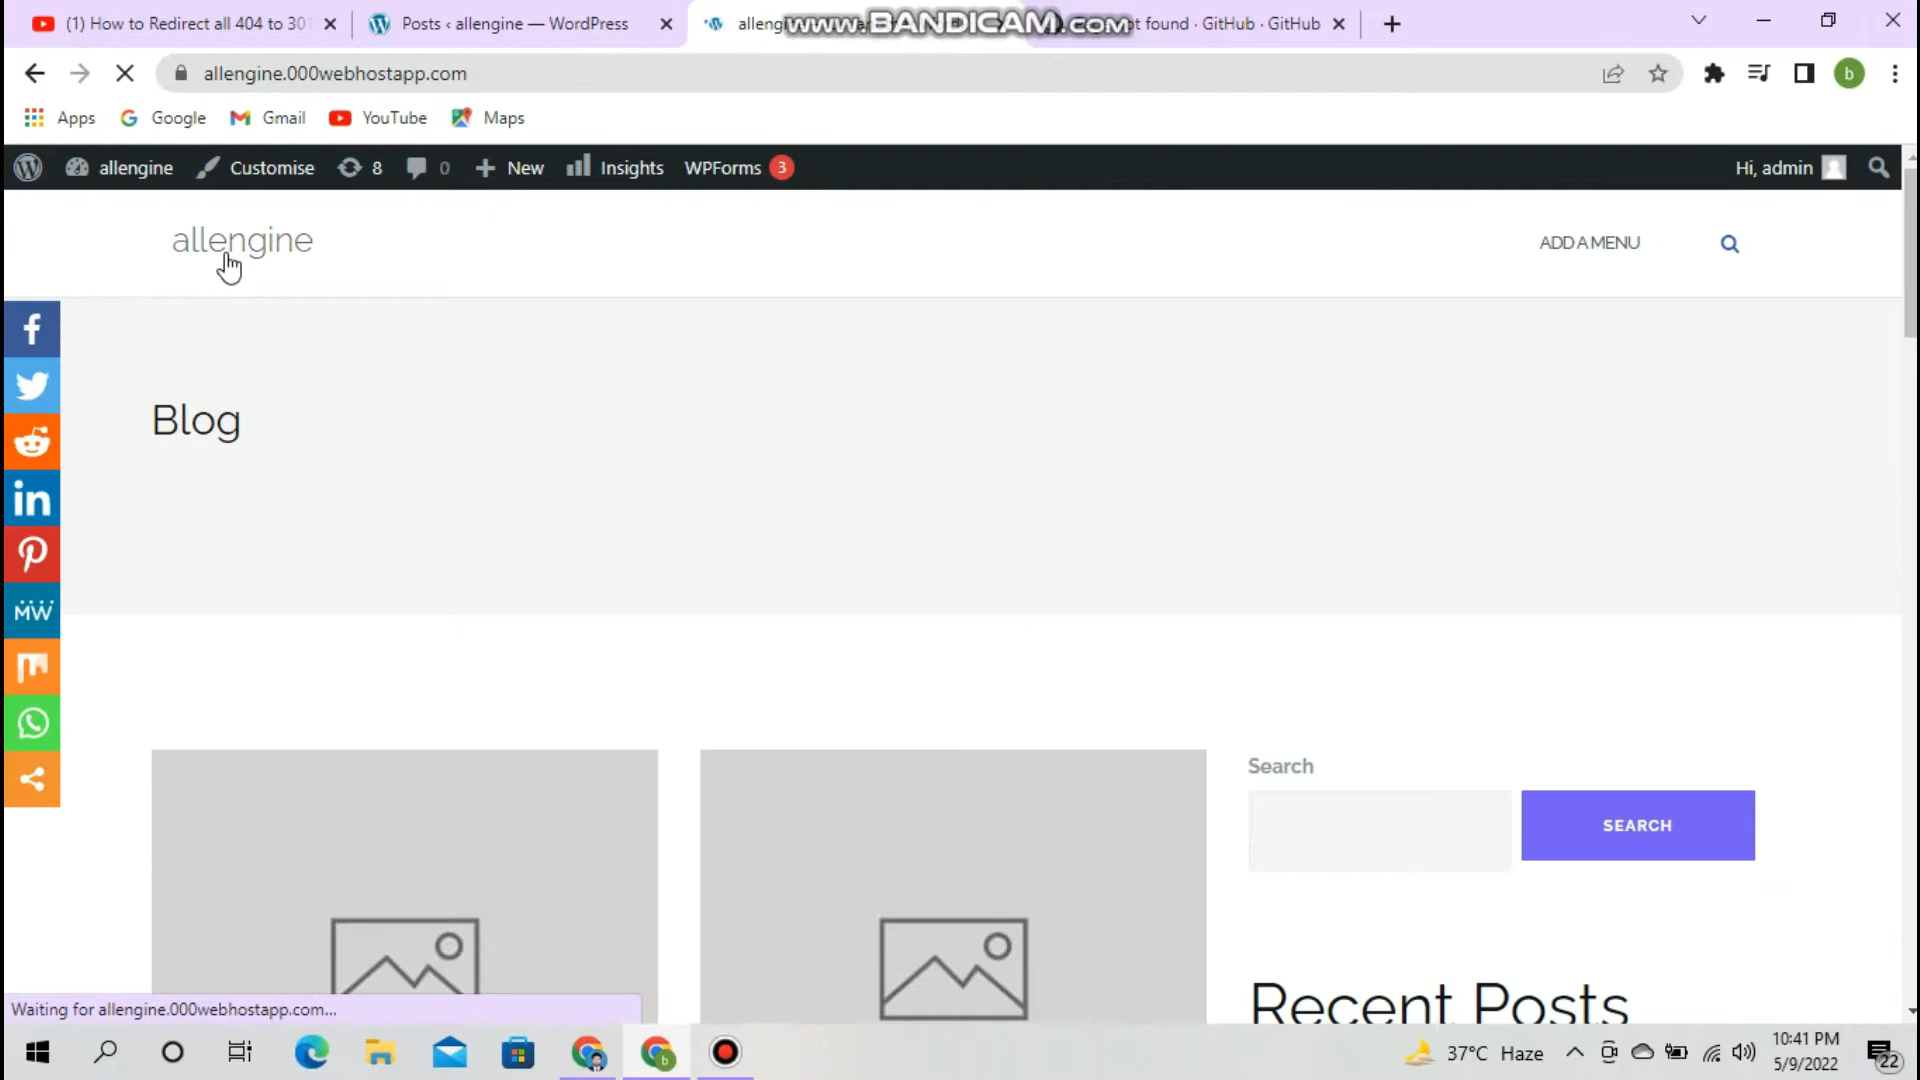 (1) How to Redirect all 404 to 301
Posts ‹ allengine — WordPress
www.BANDICAM.com
t found · GitHub · GitHub
allengine.000webhostapp.com
b
Apps
Google
Gmail
YouTube
Maps
allengine
Customise
8
0
New
Insights
WPForms
3
Hi, admin
allengine
ADD A MENU
Blog
Search
SEARCH
Recent Posts
Waiting for allengine.000webhostapp.com...
37°C Haze
10:41 PM
5/9/2022
22